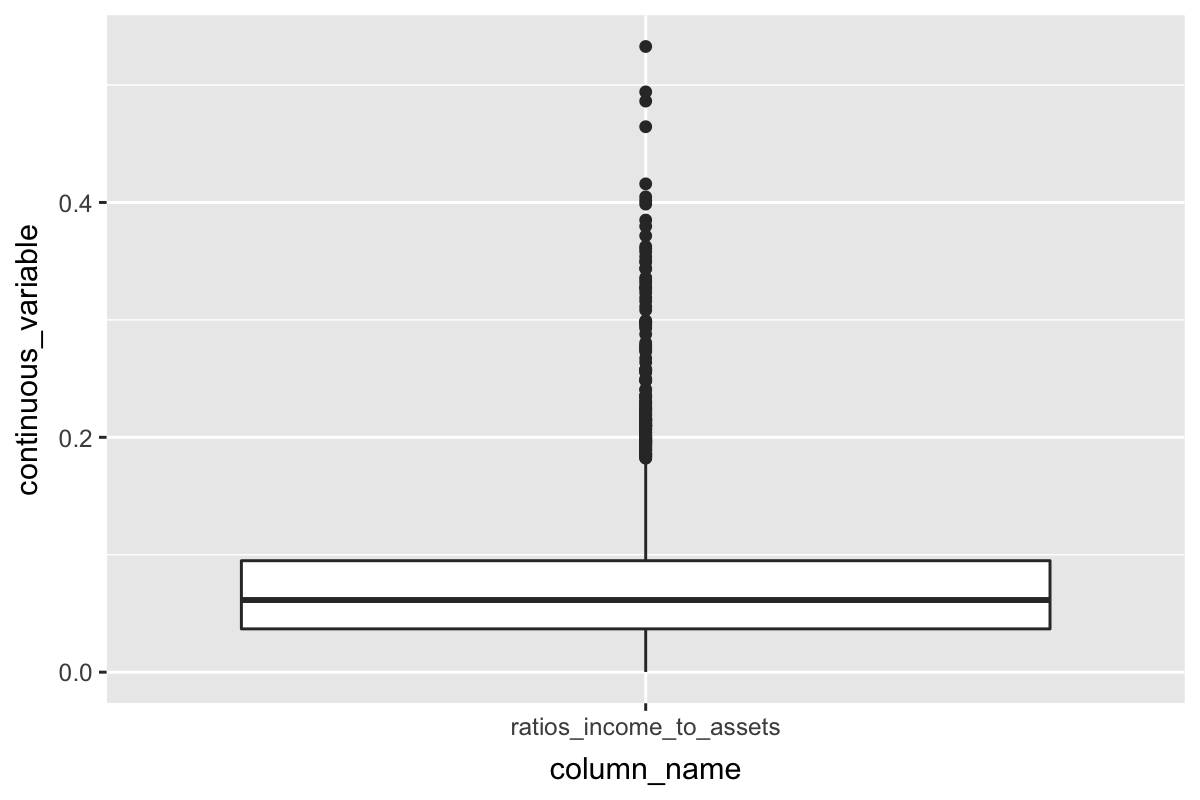 continuous_variable
0.4
0.2
0.0
ratios_income_to_assets
column_name